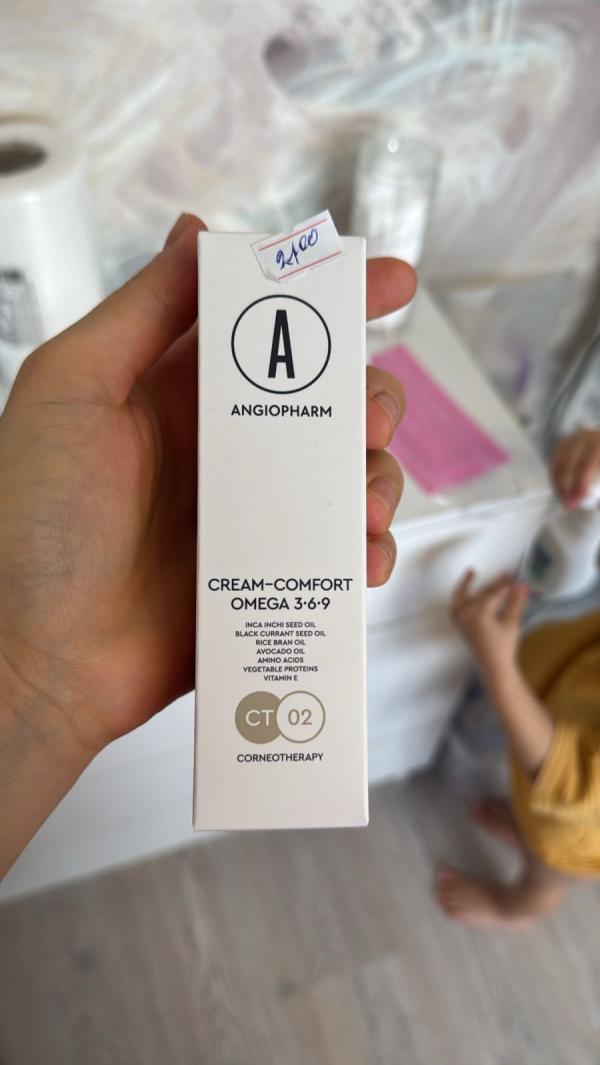 2100
A
ANGIOPHARM
CREAM-COMFORT
OMEGA 3•6•9
INCA INCHI SEED OIL
BLACK CURRANT SEED OIL
RICE BRAN OIL
AVOCADO OIL
AMINO ACIDS
VEGETABLE PROTEINS
VITAMIN E
CT 02
CORNEOTHERAPY